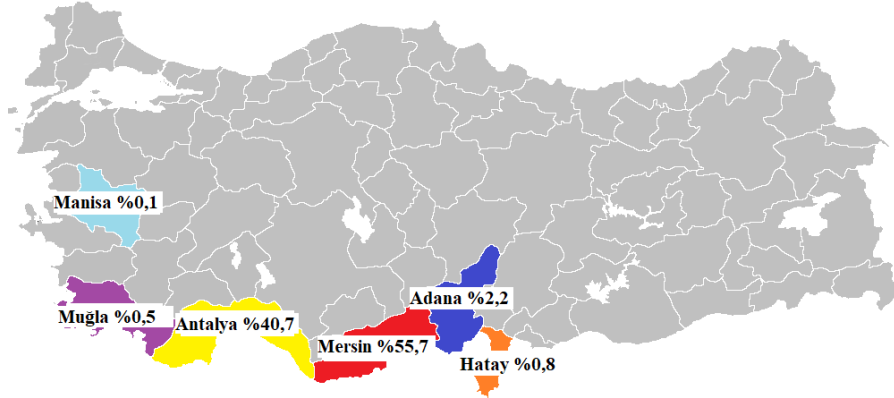 Manisa %0,1
Muğla %0,5
Antalya %40,7
Mersin %55,7
Adana %2,2
Hatay %0,8